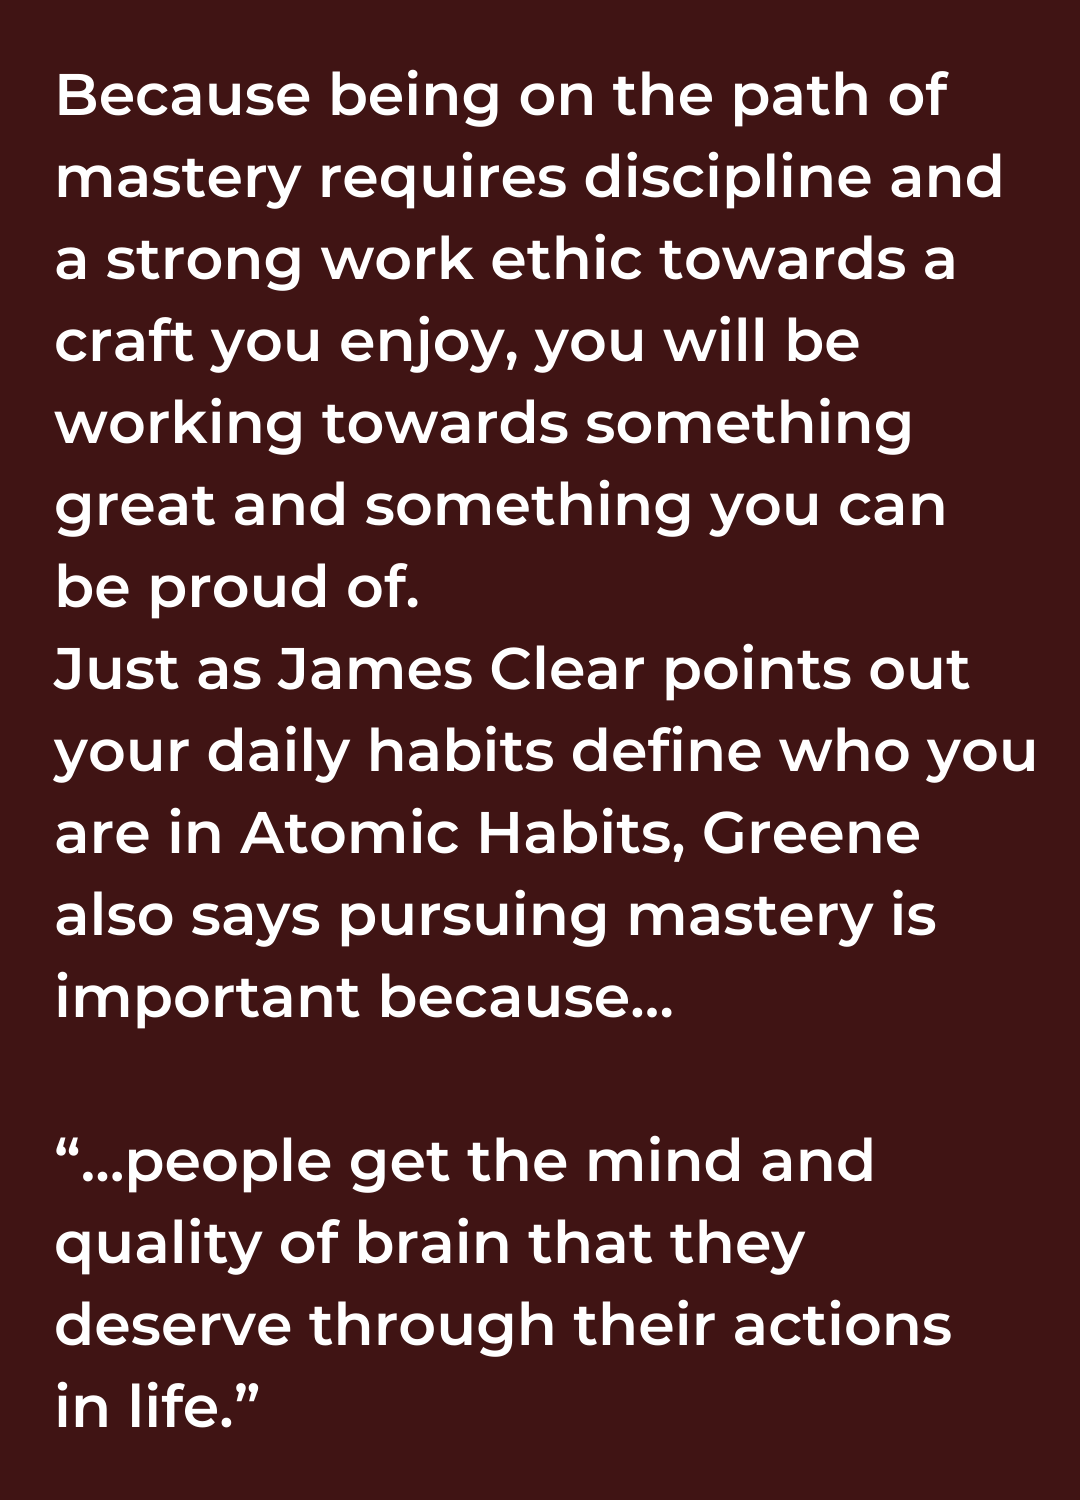 Because being on the path of
mastery requires discipline and
a strong work ethic towards a
craft you enjoy, you will be
working towards something
great and something you can
be proud of.
Just as James Clear points out
your daily habits define who you
are in Atomic Habits, Greene
also says pursuing mastery is
important because...
“...people get the mind and
quality of brain that they
deserve through their actions
in life.”